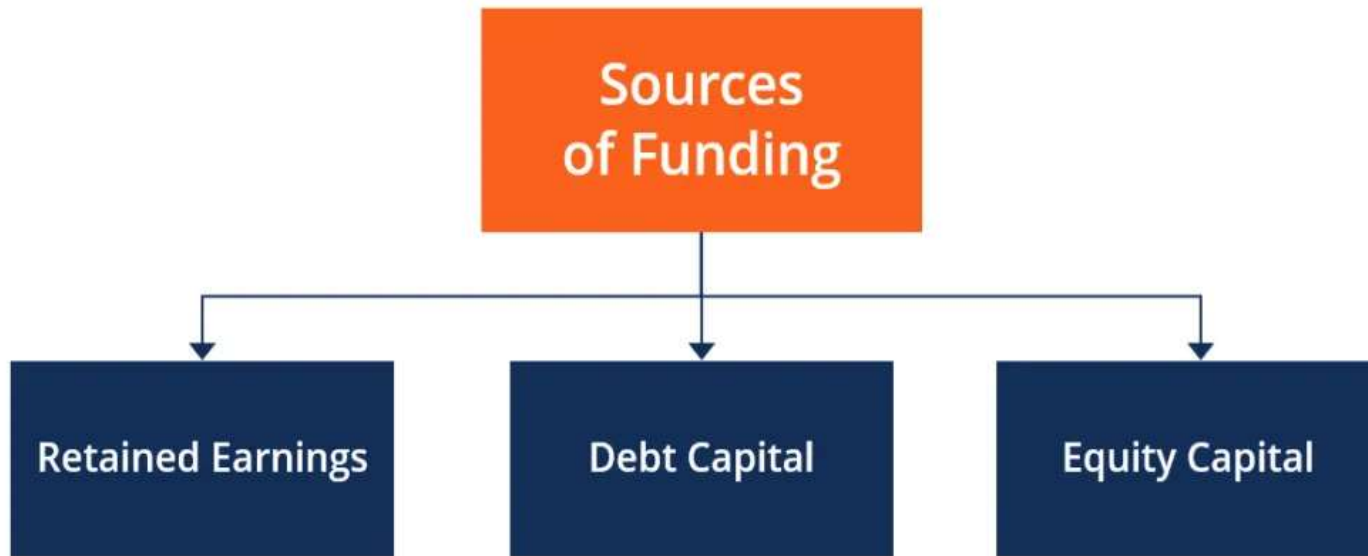 Sources
of Funding
Retained Earnings
Debt Capital
Equity Capital